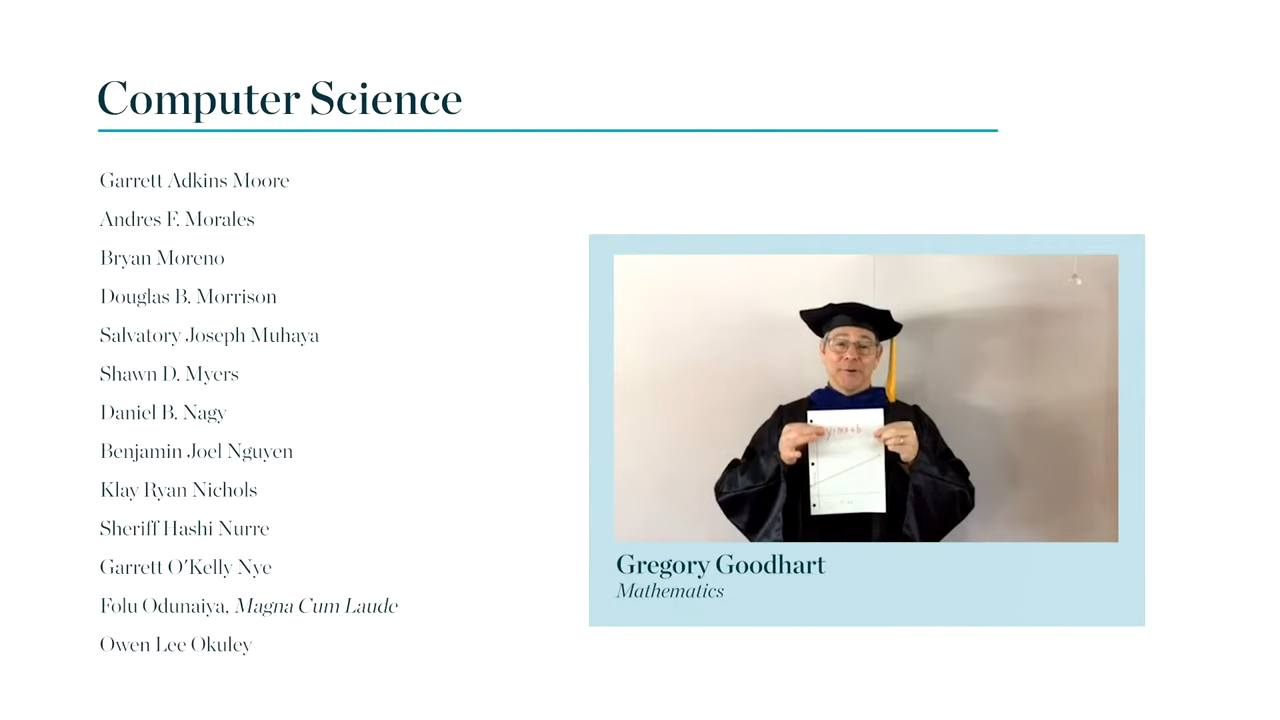 Computer Science
Garrett Adkins Moore
Andres F. Morales
Bryan Moreno
Douglas B. Morrison
Salvatory Joseph Muhaya
Shawn D. Myers
Daniel B. Nagy
Benjamin Joel Nguyen
Klay Ryan Nichols
Sheriff Hashi Nurre
Garrett O'Kelly Nye
Folu Odunaiya, Magna Cum Laude
Owen Lee Okuley
y=mx+b
Gregory Goodhart
Mathematics